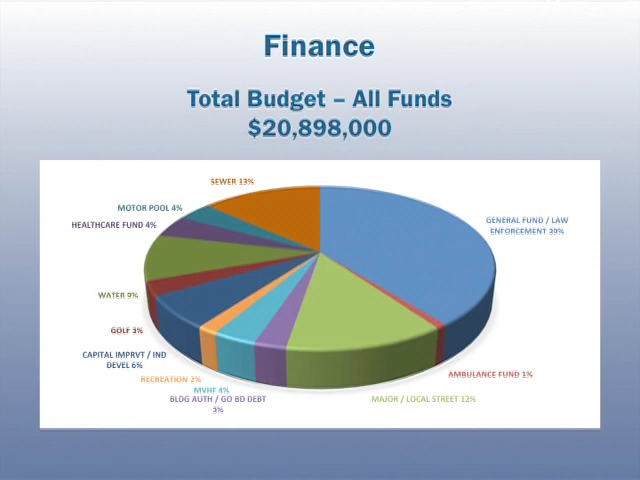 Finance
Total Budget – All Funds
$20,898,000
SEWER 13%
MOTOR POOL 4%
HEALTHCARE FUND 4%
GENERAL FUND / LAW
ENFORCEMENT 39%
WATER 9%
GOLF 3%
CAPITAL IMPRVT / IND
DEVEL 6%
RECREATION 2%
MVHF 4%
BLDG AUTH / GO BD DEBT
3%
AMBULANCE FUND 1%
MAJOR / LOCAL STREET 12%